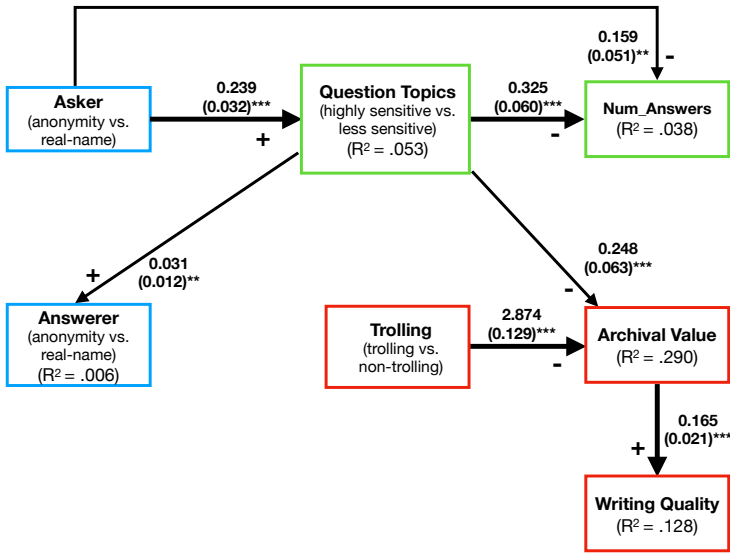 0.159
(0.051)**
-
Asker
(anonymity vs.
real-name)
0.239
(0.032)***
+
Question Topics
(highly sensitive vs.
less sensitive)
(R² = .053)
0.325
(0.060)***
-
Num_Answers
(R² = .038)
+
0.031
(0.012)**
0.248
(0.063)***
-
Answerer
(anonymity vs.
real-name)
(R² = .006)
Trolling
(trolling vs.
non-trolling)
2.874
(0.129)***
-
Archival Value
(R² = .290)
0.165
(0.021)***
+
Writing Quality
(R² = .128)